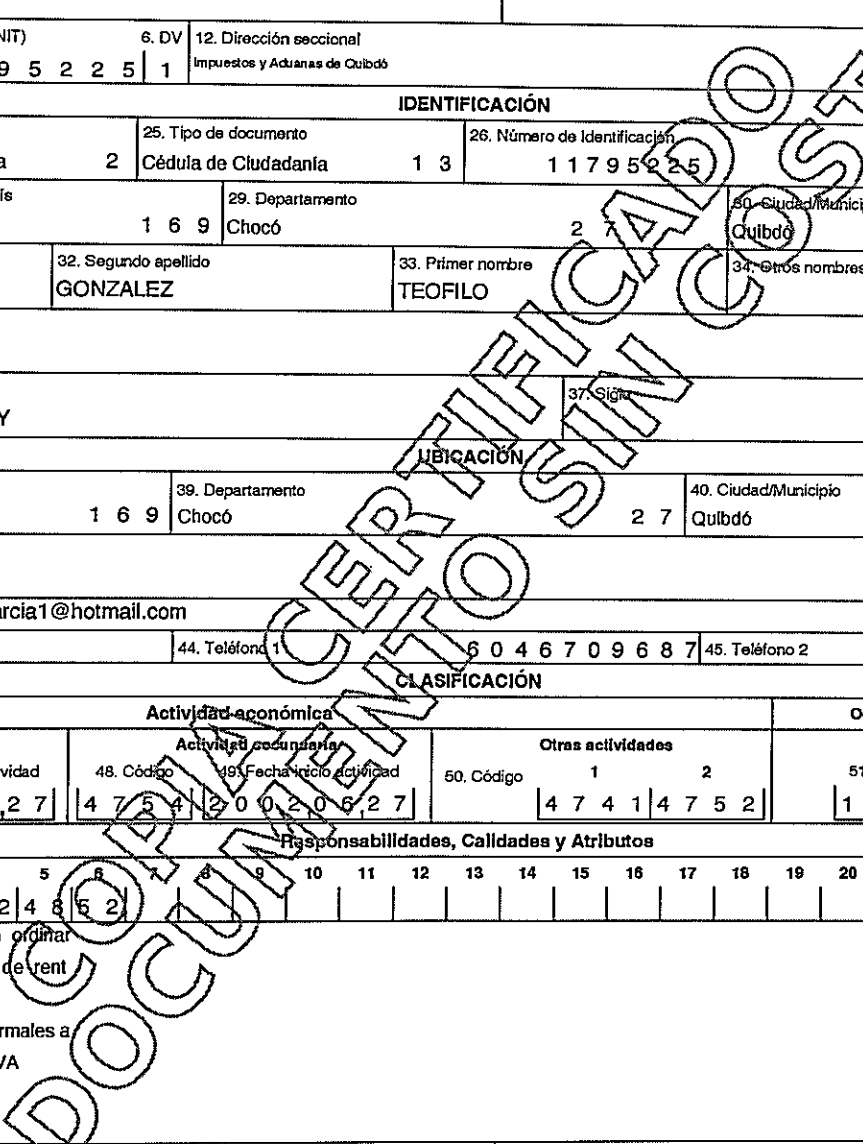 NIT) 6. DV 12. Dirección seccional
9 5 2 2 5 1 Impuestos y Aduanas de Quibdó
IDENTIFICACIÓN
25. Tipo de documento 26. Número de Identificación
a 2 Cédula de Ciudadanía 1 3 1 1 7 9 5 2 2 5
ís 29. Departamento 30. Ciudad/Municip
1 6 9 Chocó 2 7 Quibdó
32. Segundo apellido 33. Primer nombre 34. Otros nombres
GONZALEZ TEOFILO
37. Sigla
Y
UBICACIÓN
39. Departamento 40. Ciudad/Municipio
1 6 9 Chocó 2 7 Quibdó
arcia1@hotmail.com
44. Teléfono 1 6 0 4 6 7 0 9 6 8 7 45. Teléfono 2
CLASIFICACIÓN
Actividad económica O
Actividad secundaria Otras actividades
vidad 48. Código 49. Fecha inicio actividad 50. Código 1 2 51
2 7 4 7 5 4 2 0 0 2 0 6 2 7 4 7 4 1 4 7 5 2 1
Responsabilidades, Calidades y Atributos
5 6 7 8 9 10 11 12 13 14 15 16 17 18 19 20
2 4 8 5 2
ordinar
de rent
rmales a
VA
COPIA CERTIFICADO
DOCUMENTO SIN COST